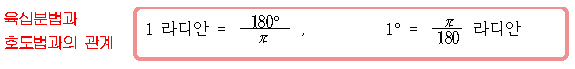 육십분법과
호도법과의 관계
1 라디안 = 180°/π , 1° = π/180 라디안